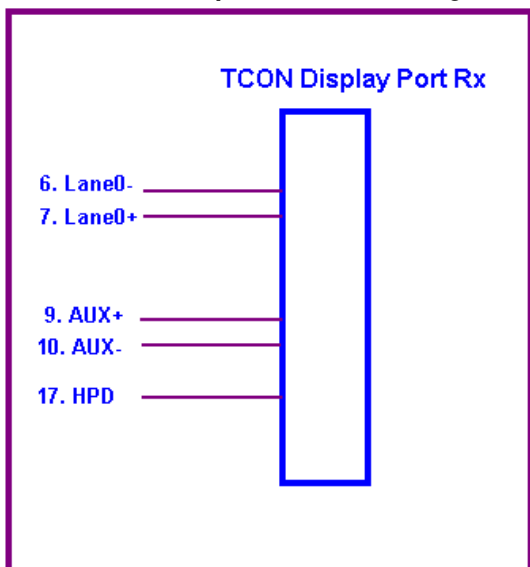 TCON Display Port Rx
6. Lane0-
7. Lane0+
9. AUX+
10. AUX-
17. HPD